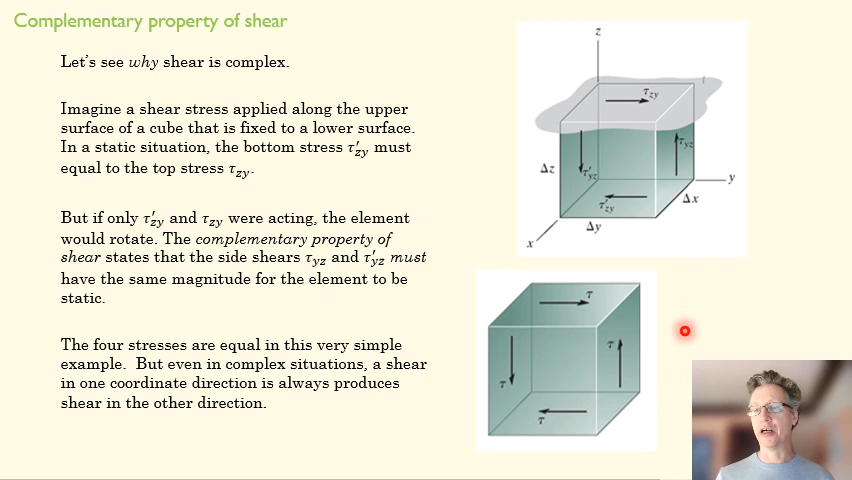 Complementary property of shear
Let's see why shear is complex.
Imagine a shear stress applied along the upper
surface of a cube that is fixed to a lower surface.
In a static situation, the bottom stress τ′zy must
equal to the top stress τzy.
But if only τ′zy and τzy were acting, the element
would rotate. The complementary property of
shear states that the side shears τyz and τ′yz must
have the same magnitude for the element to be
static.
The four stresses are equal in this very simple
example. But even in complex situations, a shear
in one coordinate direction is always produces
shear in the other direction.
z
τzy
τyz
Δz
τ′yz
y
τ′zy
Δx
Δy
x
τ
τ
τ
τ